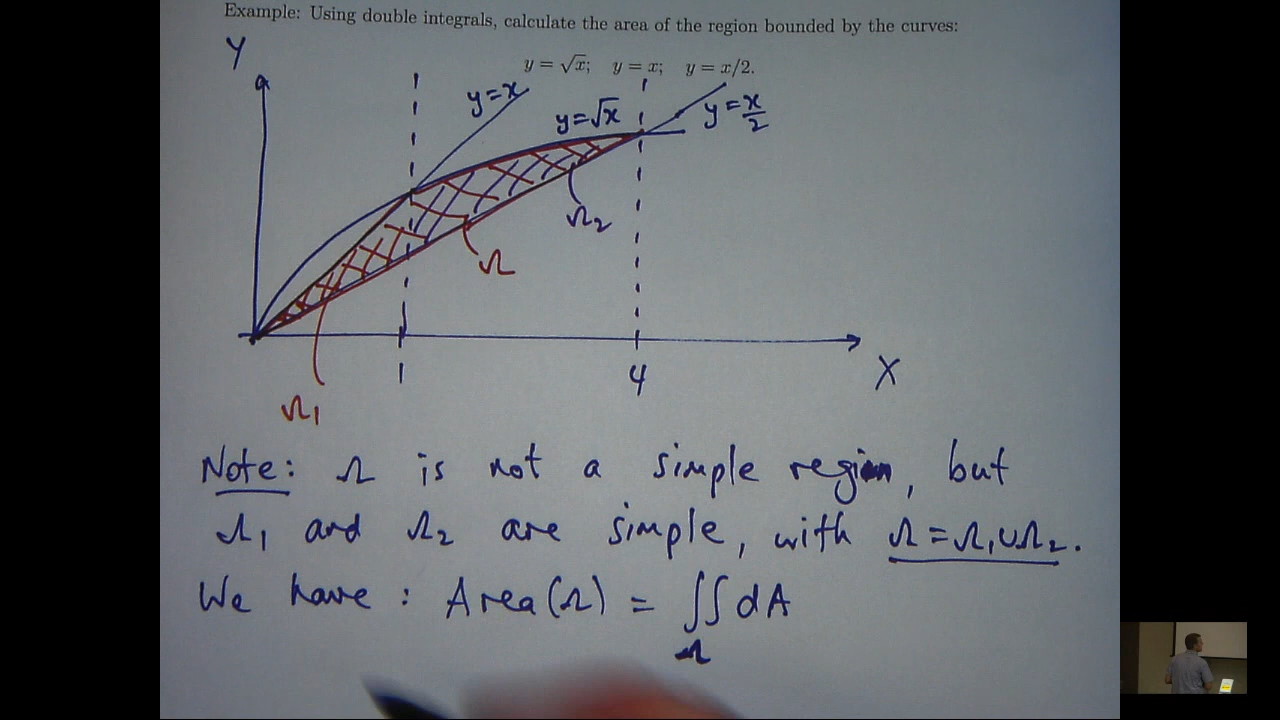 Example: Using double integrals, calculate the area of the region bounded by the curves:
y = √x; y = x; y = x/2.
Y
y=x
y=√x
y=x/2
Ω₂
Ω
1
4
X
Ω₁
Note: Ω is not a simple region, but
Ω₁ and Ω₂ are simple, with Ω=Ω₁∪Ω₂.
We have: Area(Ω) = ∬ dA
Ω